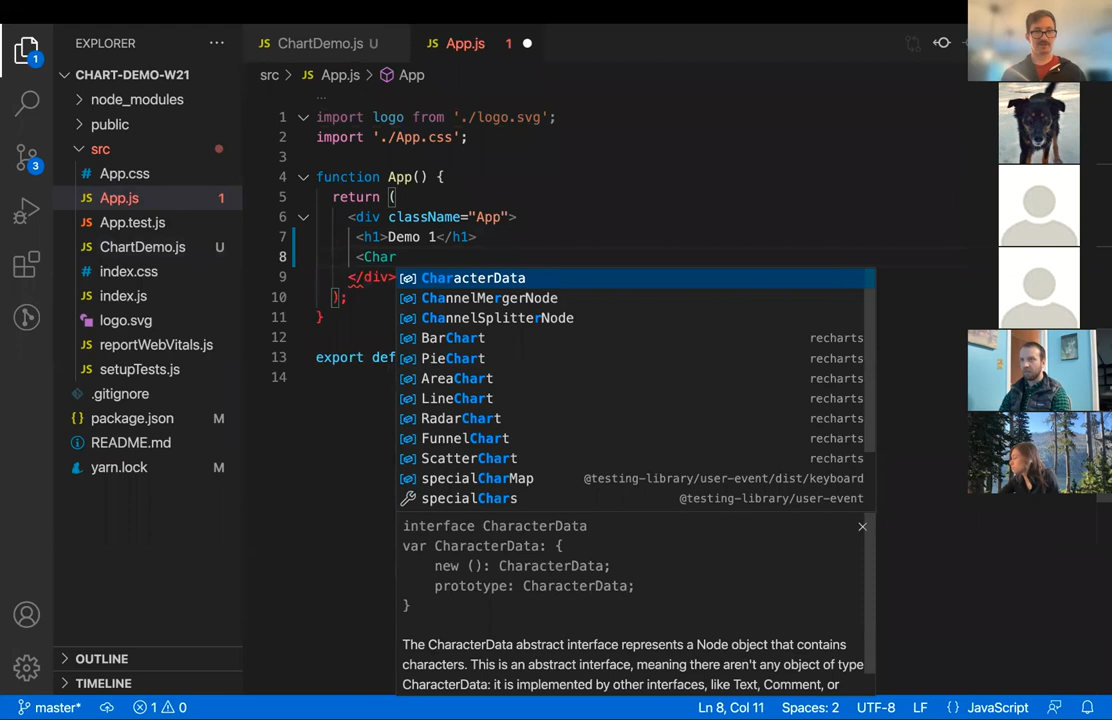 EXPLORER
CHART-DEMO-W21
node_modules
public
src
# App.css
JS App.js 1
JS App.test.js
JS ChartDemo.js U
# index.css
JS index.js
logo.svg
JS reportWebVitals.js
JS setupTests.js
.gitignore
{} package.json M
README.md
yarn.lock M
OUTLINE
TIMELINE
1
3
JS ChartDemo.js U
JS App.js 1
src > JS App.js > App
1 import logo from './logo.svg';
2 import './App.css';
3
4 function App() {
5 return (
6 <div className="App">
7 <h1>Demo 1</h1>
8 <Char
9 </div>
10 );
11 }
12
13 export def
14
CharacterData
ChannelMergerNode
ChannelSplitterNode
BarChart recharts
PieChart recharts
AreaChart recharts
LineChart recharts
RadarChart recharts
FunnelChart recharts
ScatterChart recharts
specialCharMap @testing-library/user-event/dist/keyboard
specialChars @testing-library/user-event
interface CharacterData
var CharacterData: {
new (): CharacterData;
prototype: CharacterData;
}
The CharacterData abstract interface represents a Node object that contains
characters. This is an abstract interface, meaning there aren't any object of type
CharacterData: it is implemented by other interfaces, like Text, Comment, or
master* 1 0 Ln 8, Col 11 Spaces: 2 UTF-8 LF {} JavaScript